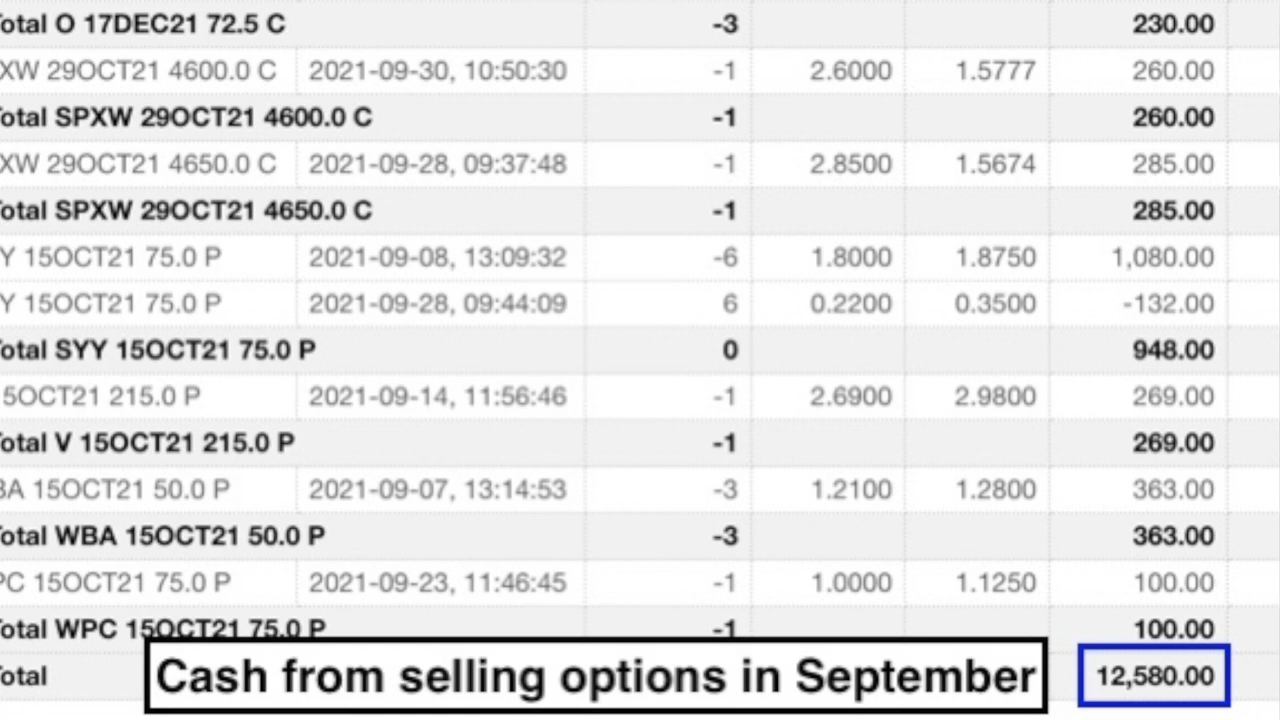 Total O 17DEC21 72.5 C -3 230.00
XW 29OCT21 4600.0 C 2021-09-30, 10:50:30 -1 2.6000 1.5777 260.00
Total SPXW 29OCT21 4600.0 C -1 260.00
XW 29OCT21 4650.0 C 2021-09-28, 09:37:48 -1 2.8500 1.5674 285.00
Total SPXW 29OCT21 4650.0 C -1 285.00
Y 15OCT21 75.0 P 2021-09-08, 13:09:32 -6 1.8000 1.8750 1,080.00
Y 15OCT21 75.0 P 2021-09-28, 09:44:09 6 0.2200 0.3500 -132.00
Total SYY 15OCT21 75.0 P 0 948.00
5OCT21 215.0 P 2021-09-14, 11:56:46 -1 2.6900 2.9800 269.00
Total V 15OCT21 215.0 P -1 269.00
BA 15OCT21 50.0 P 2021-09-07, 13:14:53 -3 1.2100 1.2800 363.00
Total WBA 15OCT21 50.0 P -3 363.00
PC 15OCT21 75.0 P 2021-09-23, 11:46:45 -1 1.0000 1.1250 100.00
Total WPC 15OCT21 75.0 P -1 100.00
Total Cash from selling options in September 12,580.00